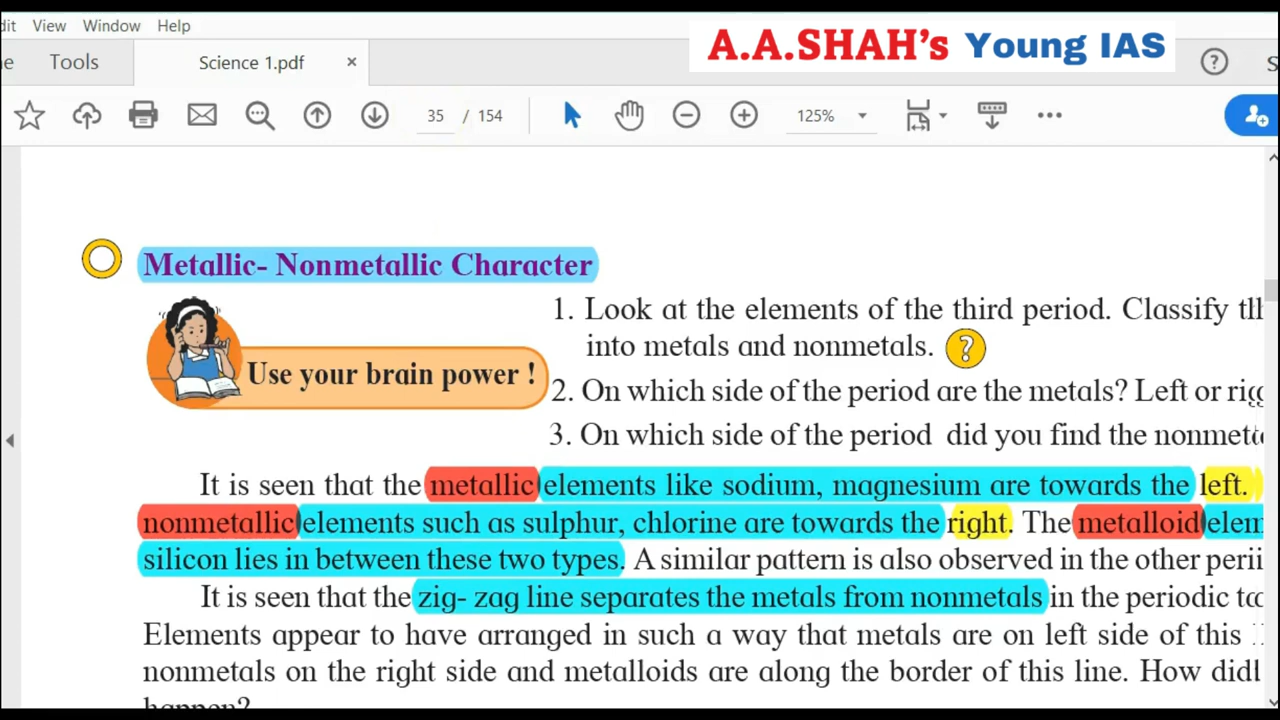 dit View Window Help
A.A.SHAH's Young IAS
Tools Science 1.pdf ×
35 / 154 125%
Metallic- Nonmetallic Character
Use your brain power !
1. Look at the elements of the third period. Classify
into metals and nonmetals.
2. On which side of the period are the metals? Left or
3. On which side of the period did you find the
It is seen that the metallic elements like sodium, magnesium are towards the left.
nonmetallic elements such as sulphur, chlorine are towards the right. The metalloid
silicon lies in between these two types. A similar pattern is also observed in the other
It is seen that the zig- zag line separates the metals from nonmetals in the periodic
Elements appear to have arranged in such a way that metals are on left side of this
nonmetals on the right side and metalloids are along the border of this line. How did
happen?